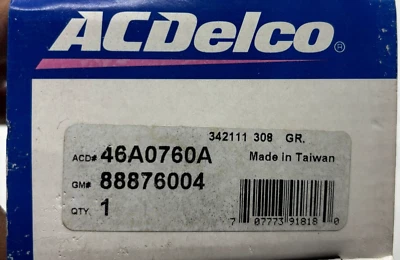 ACDelco®
342111 308 GR.
ACD# 46A0760A Made in Taiwan
GM# 88876004
QTY. 1
7 07773 91818 0